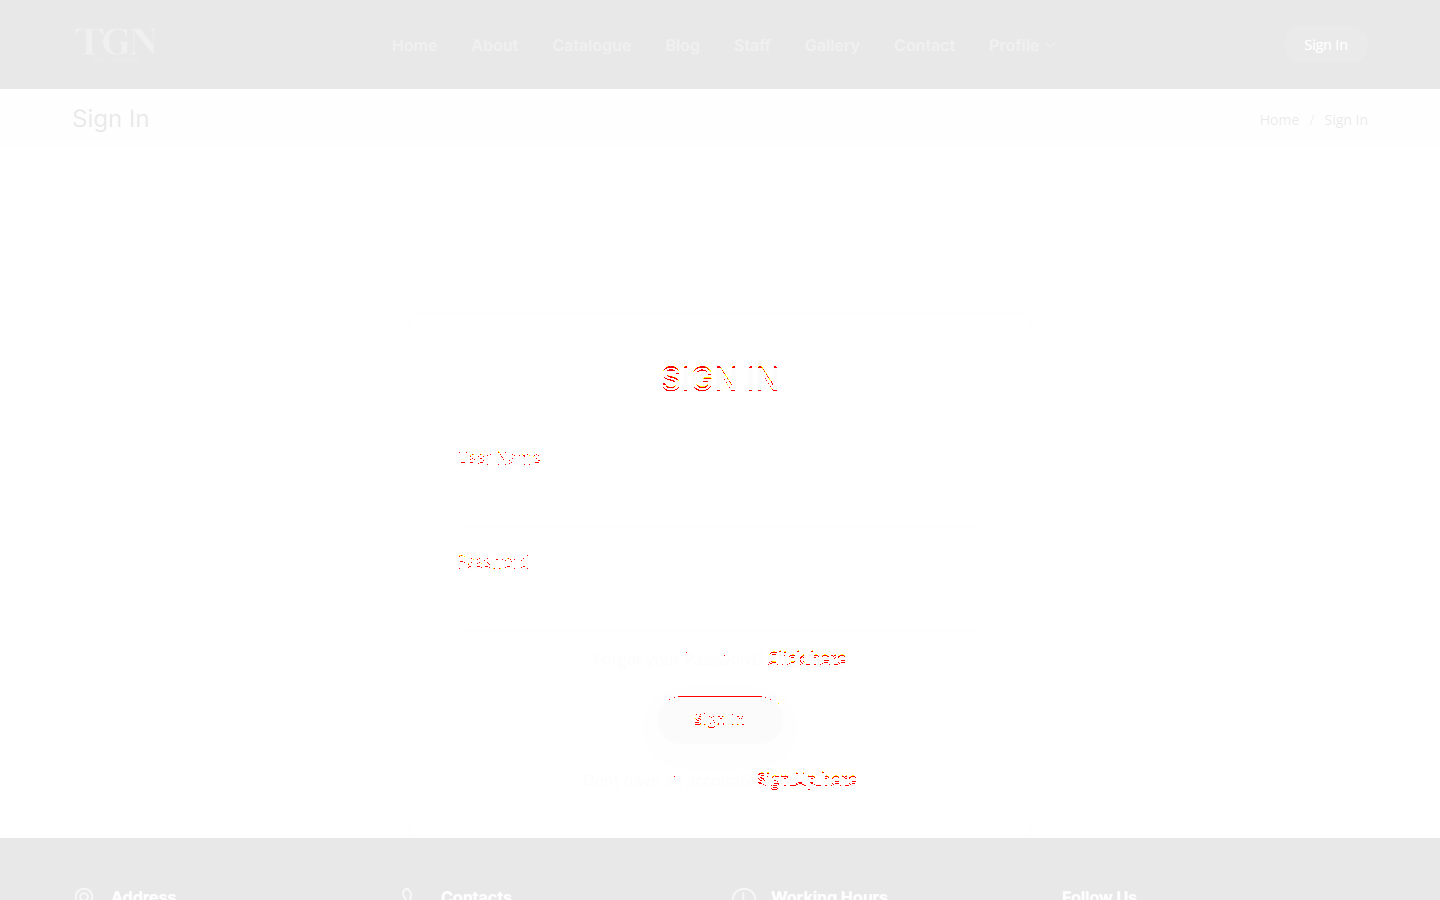 TGN
Home About Catalogue Blog Staff Gallery Contact Profile
Sign In
Sign In
Home / Sign In
SIGN IN
User Name
Password
Click here
Sign In
Sign Up here
Address
Contacts
Working Hours
Follow Us